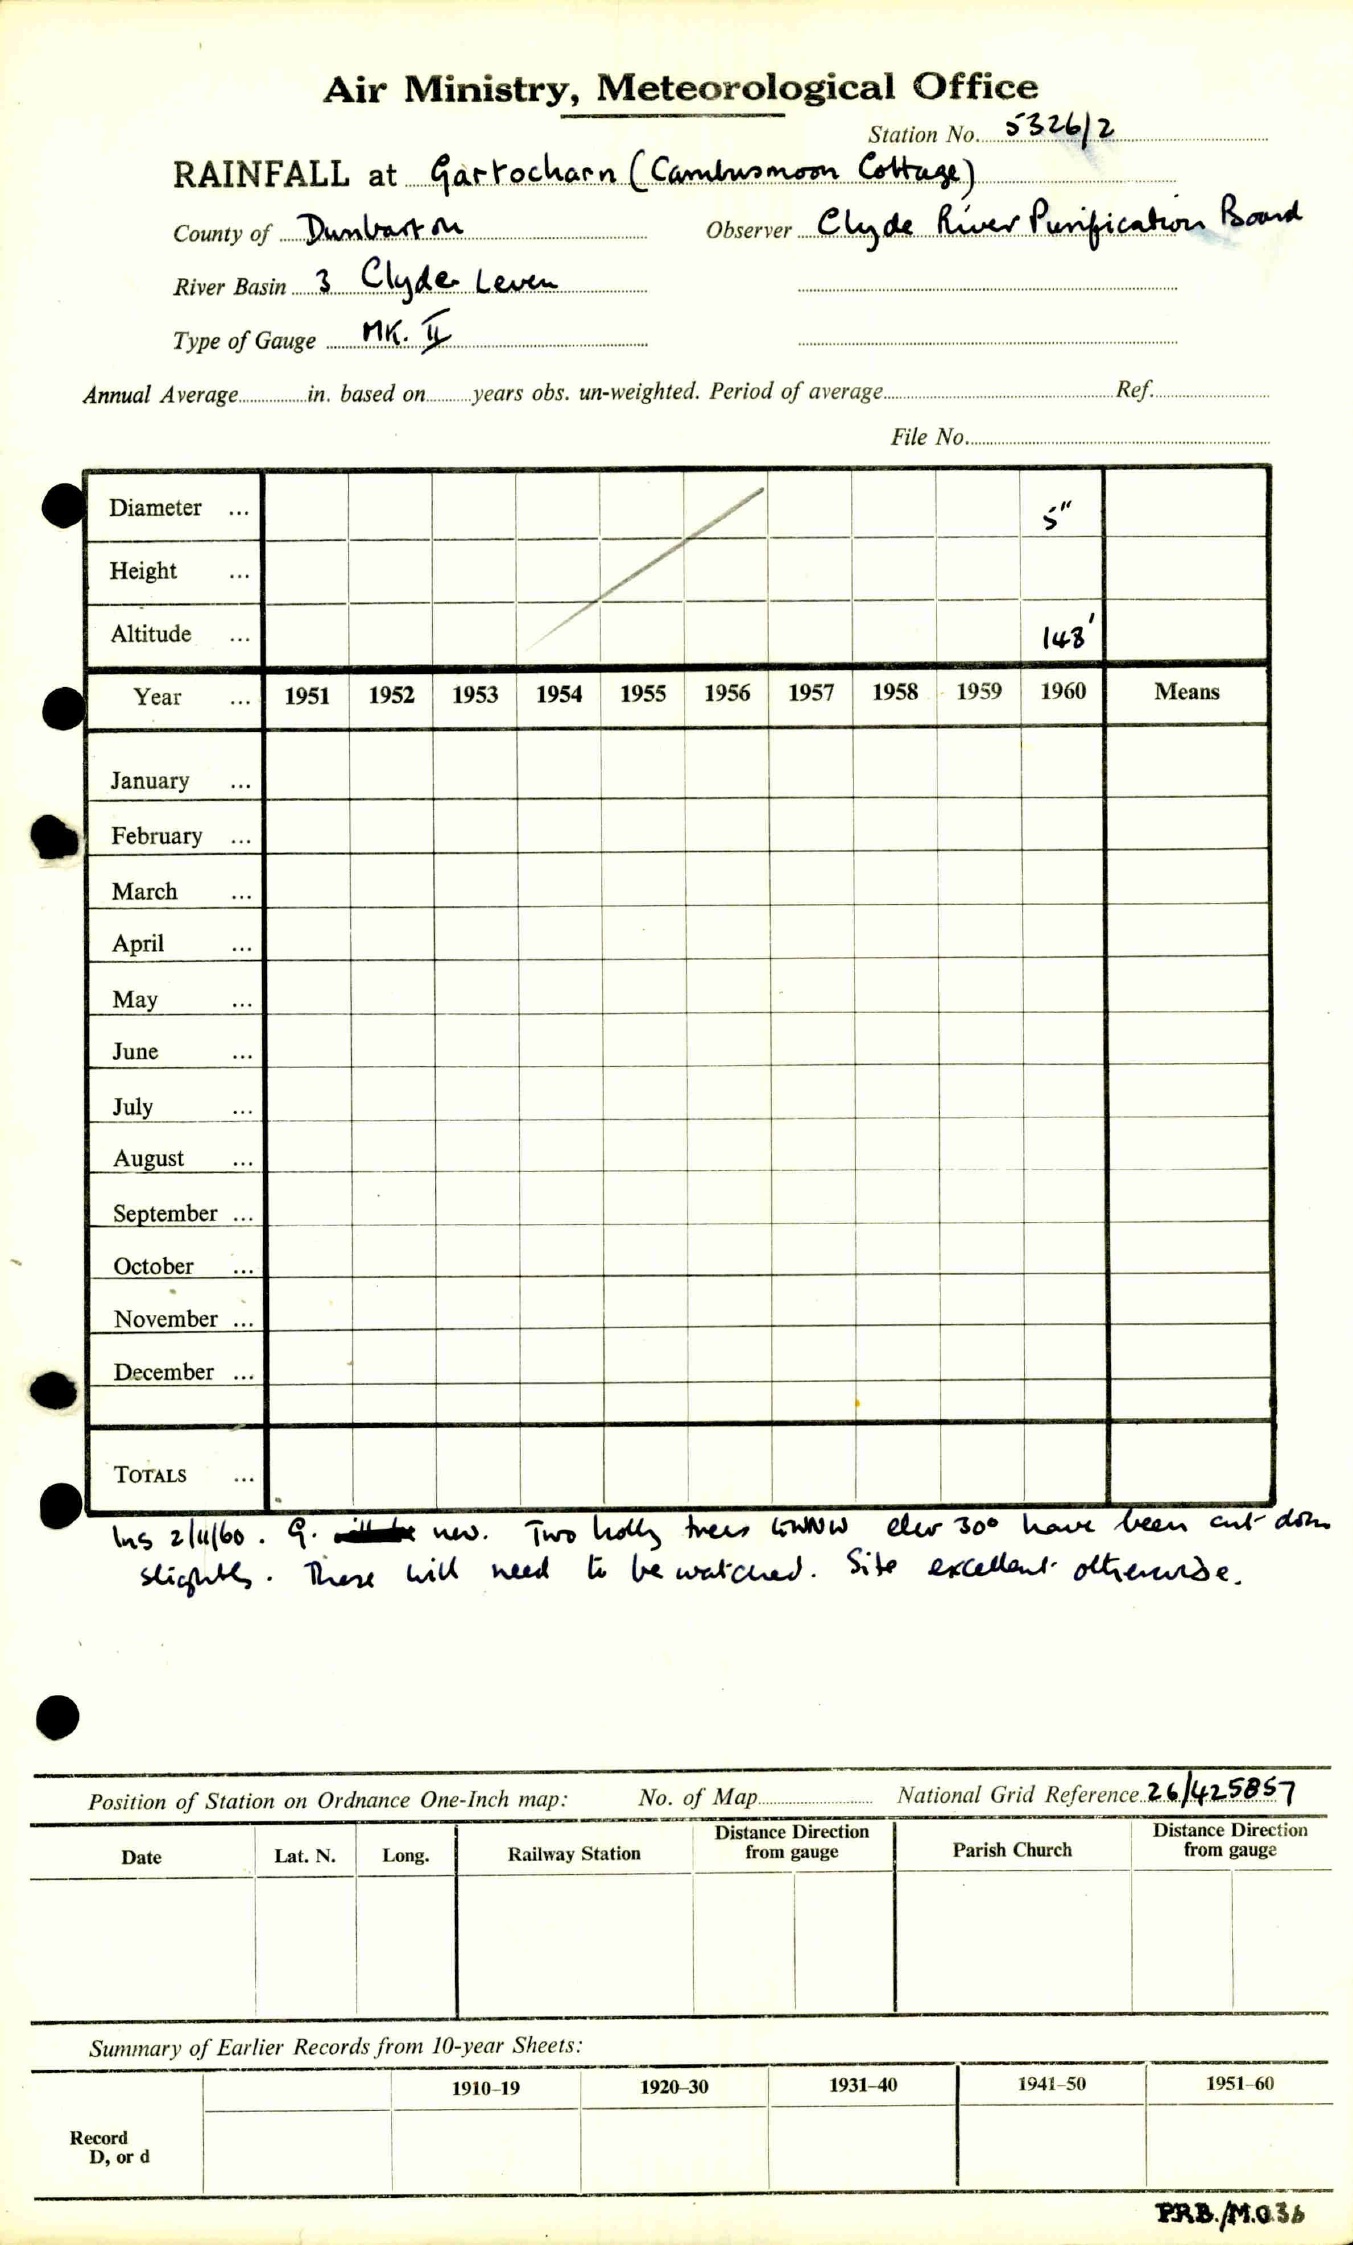 Air Ministry, Meteorological Office
Station No. 5326/2
RAINFALL at Gartocharn (Cambusmoon Cottage)
County of Dunbarton Observer Clyde River Purification Board
River Basin 3 Clyde Leven
Type of Gauge MK. II
Annual Average in. based on years obs. un-weighted. Period of average Ref.
File No.
Diameter ... 5"
Height ...
Altitude ... 148'
Year ... 1951 1952 1953 1954 1955 1956 1957 1958 1959 1960 Means
January ...
February ...
March ...
April ...
May ...
June ...
July ...
August ...
September ...
October ...
November ...
December ...
TOTALS ...
Ins 2/11/60. G. new. Two holly trees WNW elev 30° have been cut down
slightly. These will need to be watched. Site excellent otherwise.
Position of Station on Ordnance One-Inch map: No. of Map National Grid Reference 26/425857
Date Lat. N. Long. Railway Station Distance Direction from gauge Parish Church Distance Direction from gauge
Summary of Earlier Records from 10-year Sheets:
1910-19 1920-30 1931-40 1941-50 1951-60
Record
D, or d
P.R.B./M.O.36